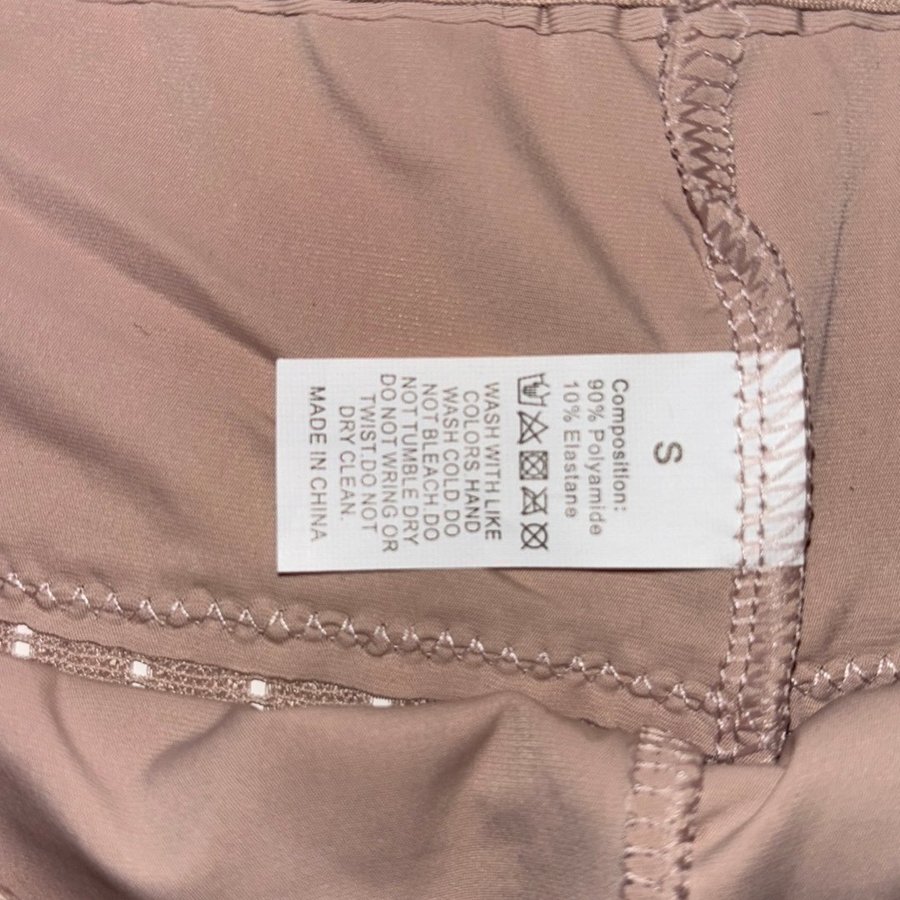 S
Composition:
90% Polyamide
10% Elastane
WASH WITH LIKE
COLORS HAND
WASH COLD DO
NOT BLEACH.DO
NOT TUMBLE DRY
DO NOT WRING OR
TWIST.DO NOT
DRY CLEAN.
MADE IN CHINA